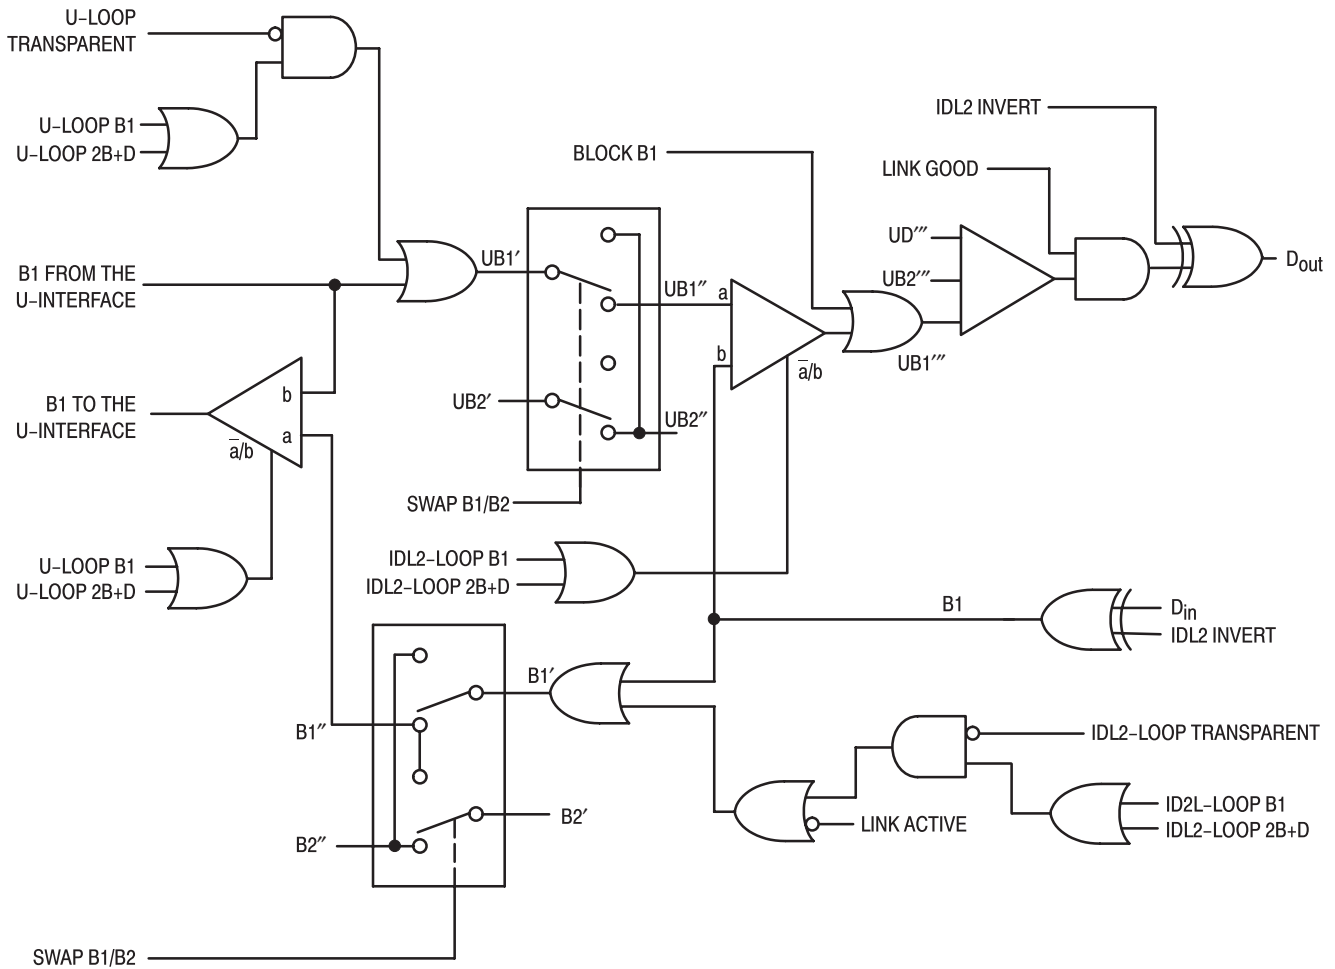 U–LOOP
TRANSPARENT
U–LOOP B1
U–LOOP 2B+D
IDL2 INVERT
BLOCK B1
LINK GOOD
UD‴
UB2‴
Dout
B1 FROM THE
U–INTERFACE
UB1′
UB1″
a
b
a/b
UB1‴
B1 TO THE
U–INTERFACE
b
a
a/b
UB2′
UB2″
SWAP B1/B2
U–LOOP B1
U–LOOP 2B+D
IDL2–LOOP B1
IDL2–LOOP 2B+D
B1
Din
IDL2 INVERT
B1′
B1″
IDL2–LOOP TRANSPARENT
B2′
LINK ACTIVE
ID2L–LOOP B1
IDL2–LOOP 2B+D
B2″
SWAP B1/B2